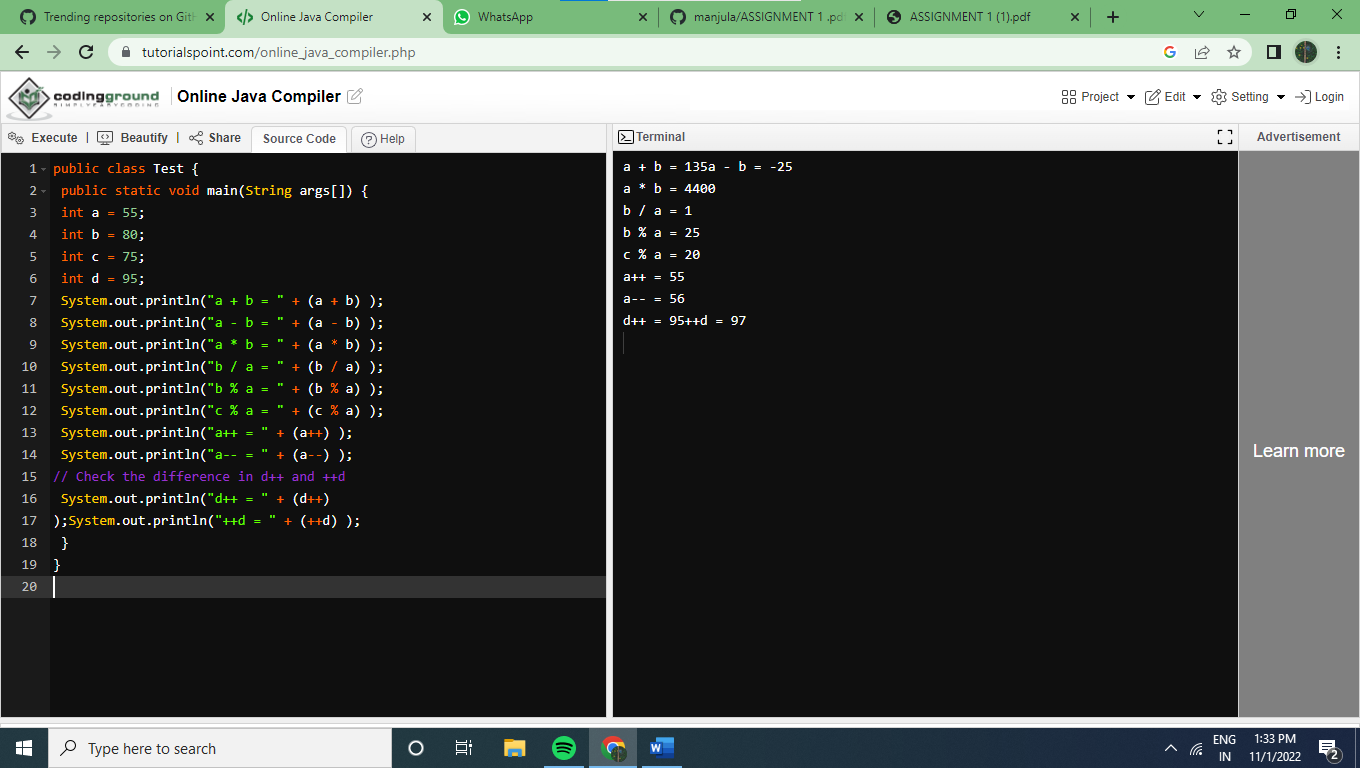 Trending repositories on Git
Online Java Compiler
WhatsApp
manjula/ASSIGNMENT 1 .pd
ASSIGNMENT 1 (1).pdf
tutorialspoint.com/online_java_compiler.php
codingground
SIMPLYEASYCODING
Online Java Compiler
Project
Edit
Setting
Login
Execute | Beautify | Share Source Code Help
Terminal
Advertisement
1 public class Test {
2 public static void main(String args[]) {
3 int a = 55;
4 int b = 80;
5 int c = 75;
6 int d = 95;
7 System.out.println("a + b = " + (a + b) );
8 System.out.println("a - b = " + (a - b) );
9 System.out.println("a * b = " + (a * b) );
10 System.out.println("b / a = " + (b / a) );
11 System.out.println("b % a = " + (b % a) );
12 System.out.println("c % a = " + (c % a) );
13 System.out.println("a++ = " + (a++) );
14 System.out.println("a-- = " + (a--) );
15 // Check the difference in d++ and ++d
16 System.out.println("d++ = " + (d++)
17 );System.out.println("++d = " + (++d) );
18 }
19 }
20
a + b = 135a - b = -25
a * b = 4400
b / a = 1
b % a = 25
c % a = 20
a++ = 55
a-- = 56
d++ = 95++d = 97
Learn more
Type here to search
ENG
IN
1:33 PM
11/1/2022
2